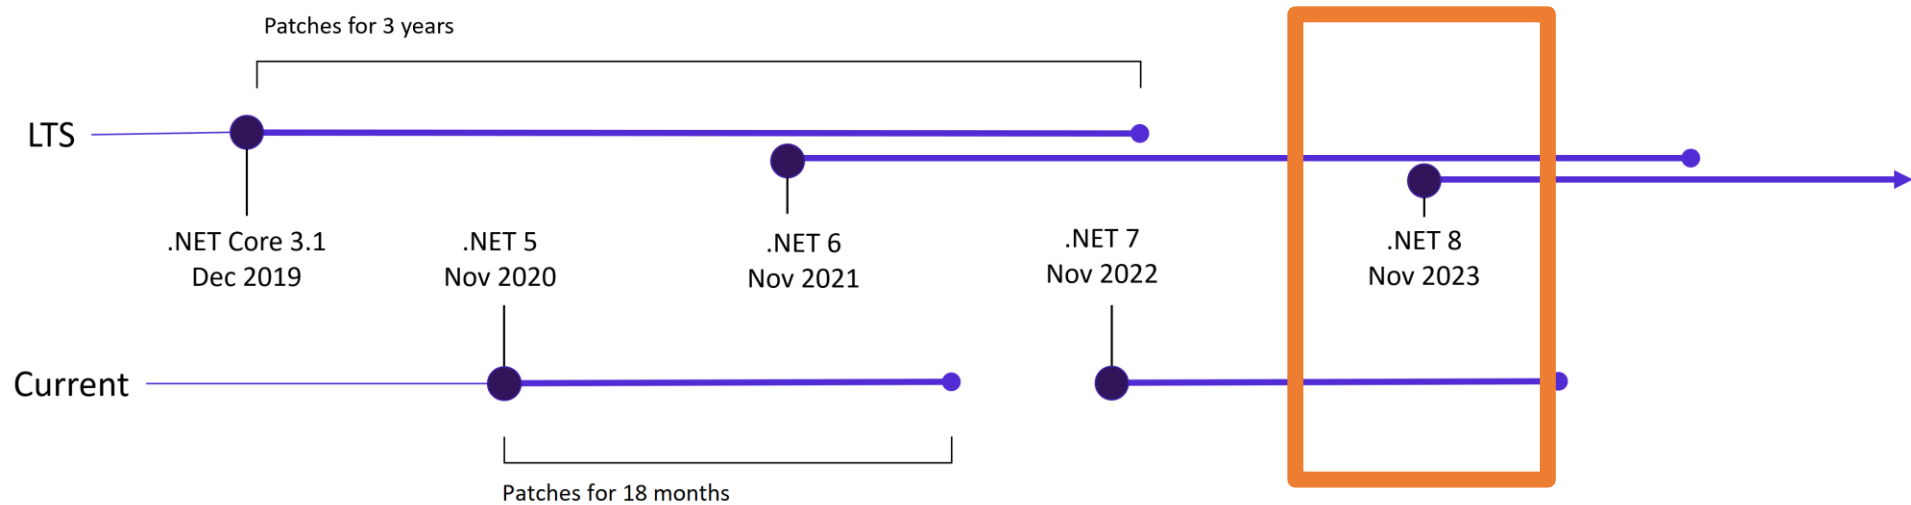 Patches for 3 years
LTS
.NET Core 3.1
Dec 2019
.NET 5
Nov 2020
.NET 6
Nov 2021
.NET 7
Nov 2022
.NET 8
Nov 2023
Current
Patches for 18 months